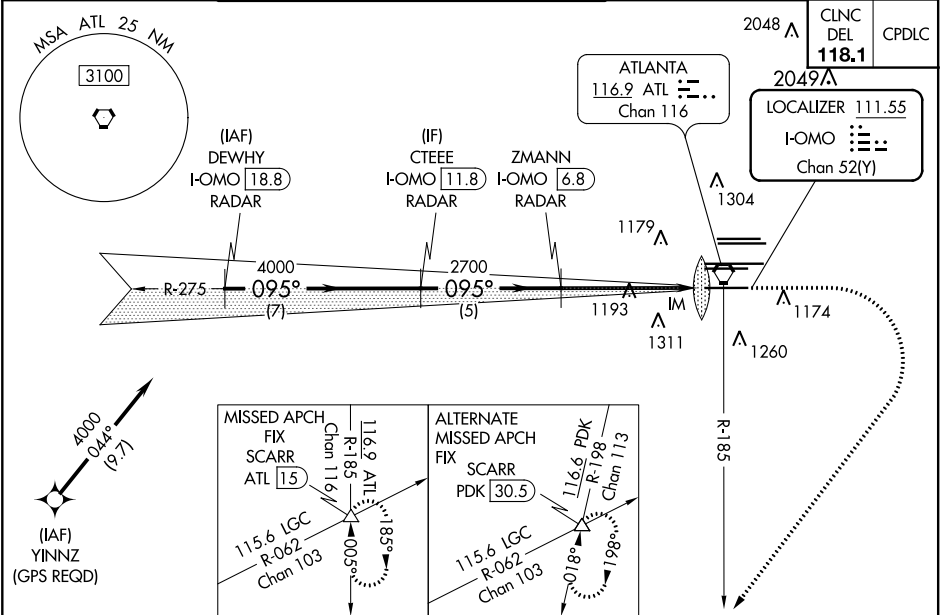 MSA ATL 25 NM
3100
2048
CLNC
DEL
118.1
CPDLC
ATLANTA
116.9 ATL
Chan 116
2049
LOCALIZER 111.55
I-OMO
Chan 52(Y)
(IAF)
DEWHY
I-OMO 18.8
RADAR
(IF)
CTEEE
I-OMO 11.8
RADAR
ZMANN
I-OMO 6.8
RADAR
1304
1179
R-275
4000
095°
(7)
2700
095°
(5)
1193
IM
1311
1174
1260
R-185
4000
044°
(9.7)
(IAF)
YINNZ
(GPS REQD)
MISSED APCH
FIX
SCARR
ATL 15
116.9 ATL
R-185
Chan 116
115.6 LGC
R-062
Chan 103
005°
185°
ALTERNATE
MISSED APCH
FIX
SCARR
PDK 30.5
116.6 PDK
R-198
Chan 113
115.6 LGC
R-062
Chan 103
018°
198°